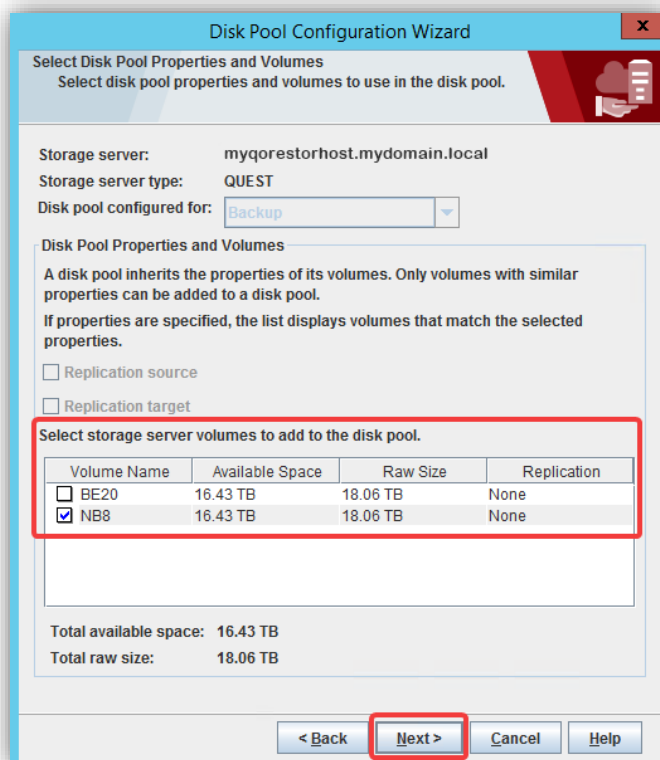 Disk Pool Configuration Wizard
x
Select Disk Pool Properties and Volumes
Select disk pool properties and volumes to use in the disk pool.
Storage server: myqorestorhost.mydomain.local
Storage server type: QUEST
Disk pool configured for: Backup
Disk Pool Properties and Volumes
A disk pool inherits the properties of its volumes. Only volumes with similar
properties can be added to a disk pool.
If properties are specified, the list displays volumes that match the selected
properties.
Replication source
Replication target
Select storage server volumes to add to the disk pool.
Volume Name Available Space Raw Size Replication
BE20 16.43 TB 18.06 TB None
NB8 16.43 TB 18.06 TB None
Total available space: 16.43 TB
Total raw size: 18.06 TB
< Back Next > Cancel Help